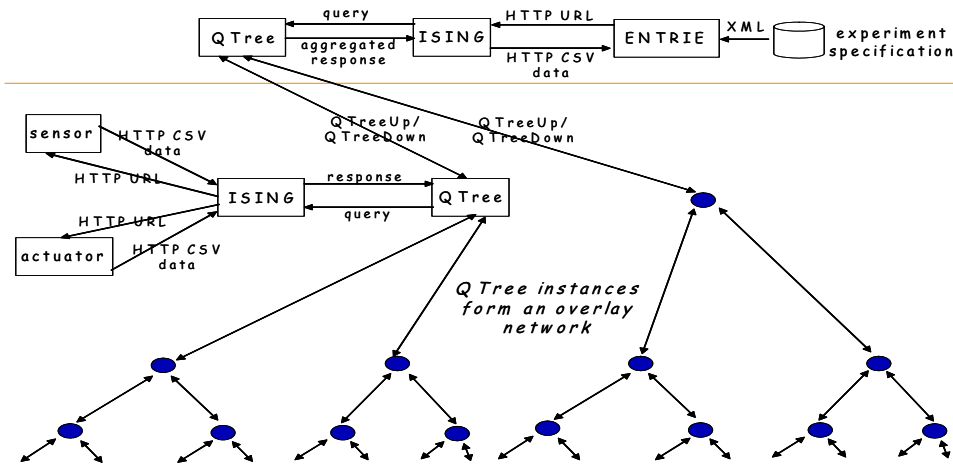 query
HTTP URL
XML
QTree
ISING
ENTRIE
experiment
specification
aggregated
response
HTTP CSV
data
QTreeUp/
QTreeDown
QTreeUp/
QTreeDown
sensor
HTTP CSV
data
HTTP URL
response
ISING
QTree
query
HTTP URL
actuator
HTTP CSV
data
QTree instances
form an overlay
network